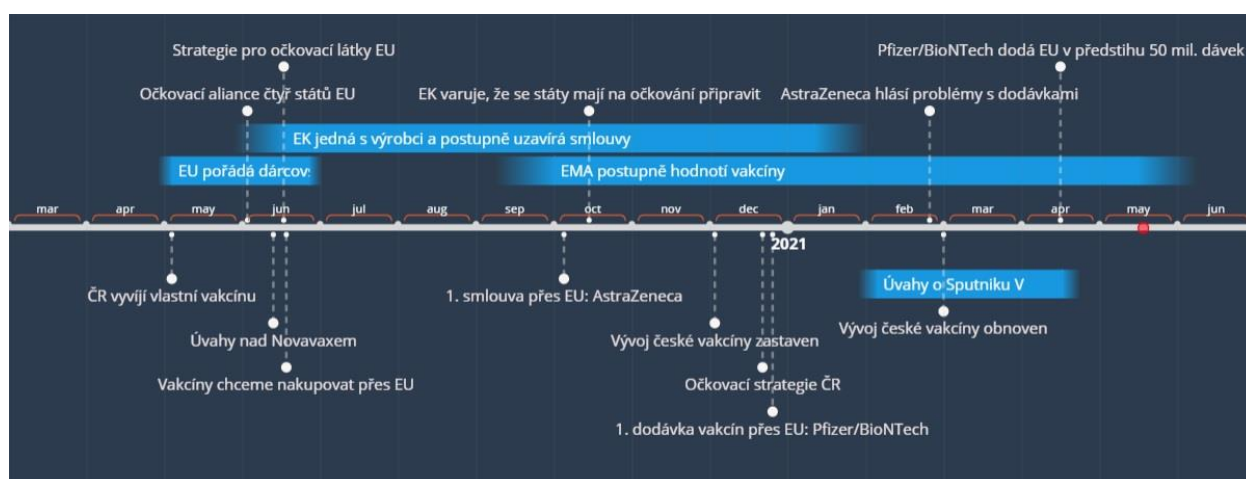 Strategie pro očkovací látky EU
Pfizer/BioNTech dodá EU v předstihu 50 mil. dávek
Očkovací aliance čtyř států EU
EK varuje, že se státy mají na očkování připravit
AstraZeneca hlásí problémy s dodávkami
EK jedná s výrobci a postupně uzavírá smlouvy
EU pořádá dárcovs
EMA postupně hodnotí vakcíny
mar apr may jun jul aug sep oct nov dec jan feb mar apr may jun
2021
ČR vyvíjí vlastní vakcínu
1. smlouva přes EU: AstraZeneca
Úvahy o Sputniku V
Úvahy nad Novavaxem
Vývoj české vakcíny zastaven
Vývoj české vakcíny obnoven
Vakcíny chceme nakupovat přes EU
Očkovací strategie ČR
1. dodávka vakcín přes EU: Pfizer/BioNTech